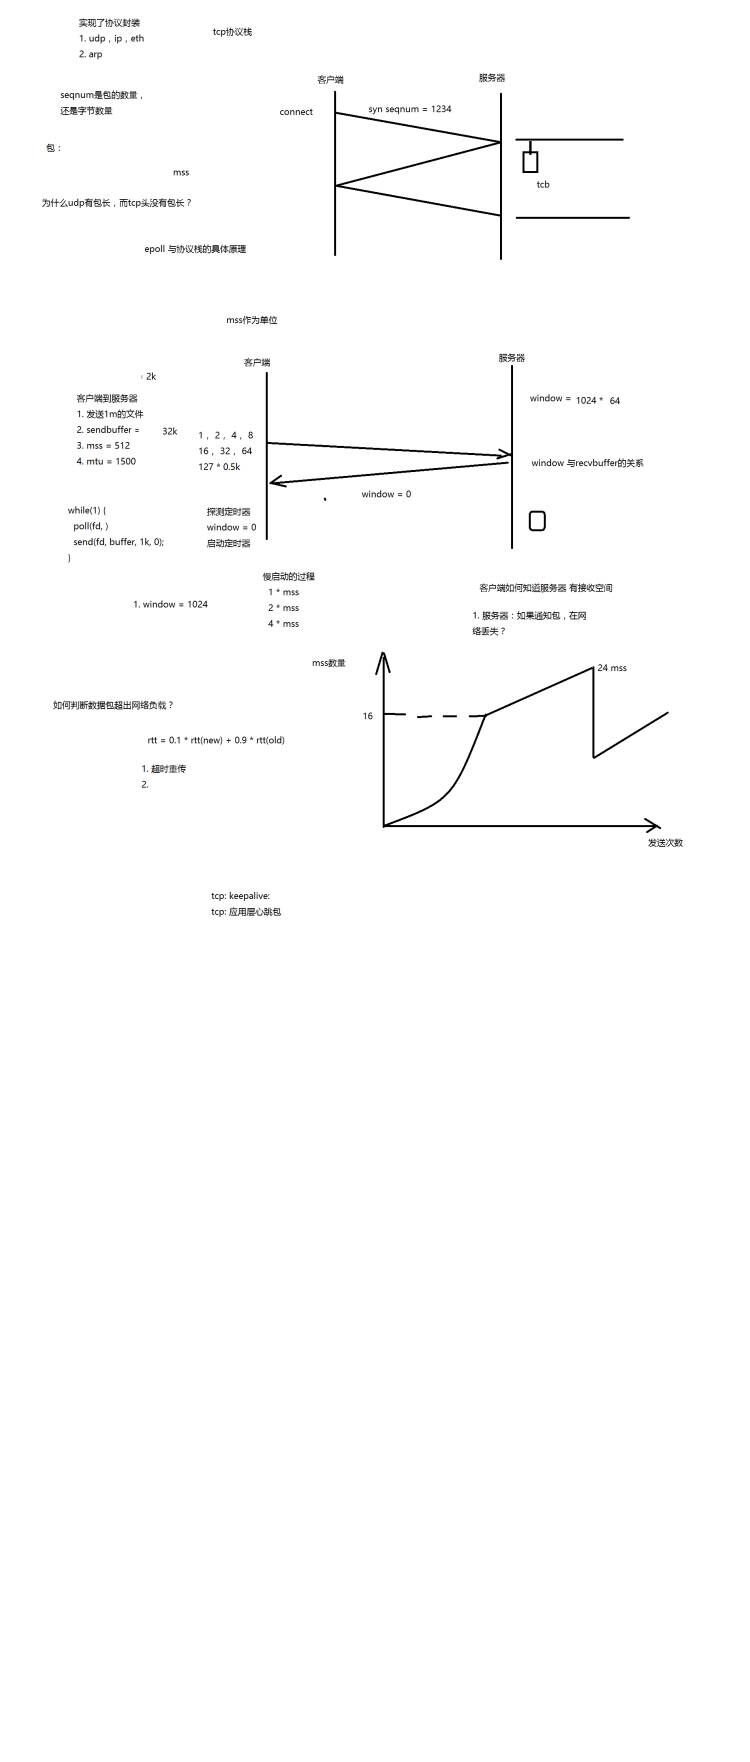 实现了协议封装
1. udp，ip，eth
2. arp
tcp协议栈
seqnum是包的数量，
还是字节数量
包：
mss
为什么udp有包长，而tcp头没有包长？
epoll 与协议栈的具体原理
客户端
服务器
connect
syn seqnum = 1234
tcb
mss作为单位
客户端
服务器
2k
客户端到服务器
1. 发送1m的文件
2. sendbuffer = 32k
3. mss = 512
4. mtu = 1500
1，2，4，8
16，32，64
127 * 0.5k
window = 1024 * 64
window 与recvbuffer的关系
window = 0
while(1) {
poll(fd, )
send(fd, buffer, 1k, 0);
}
探测定时器
window = 0
启动定时器
慢启动的过程
1 * mss
2 * mss
4 * mss
1. window = 1024
客户端如何知道服务器 有接收空间
1. 服务器：如果通知包，在网
络丢失？
mss数量
24 mss
16
如何判断数据包超出网络负载？
rtt = 0.1 * rtt(new) + 0.9 * rtt(old)
1. 超时重传
2.
发送次数
tcp: keepalive:
tcp: 应用层心跳包